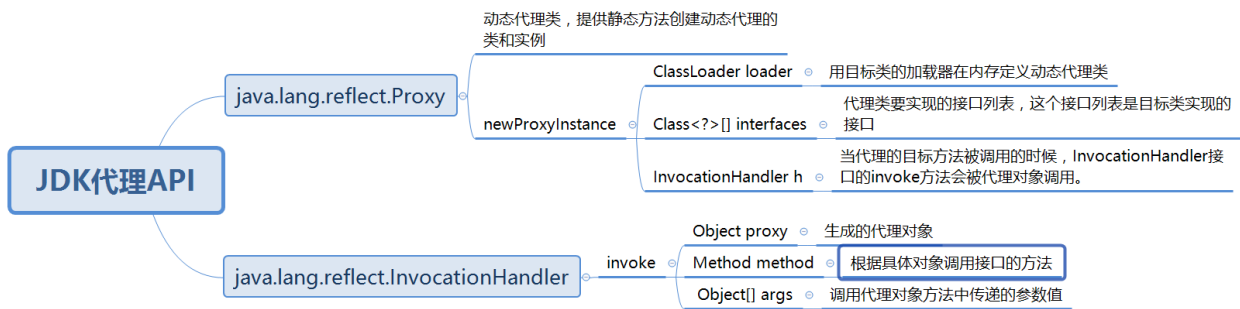 JDK代理API
java.lang.reflect.Proxy
动态代理类，提供静态方法创建动态代理的
类和实例
newProxyInstance
ClassLoader loader
用目标类的加载器在内存定义动态代理类
Class<?>[] interfaces
代理类要实现的接口列表，这个接口列表是目标类实现的
接口
InvocationHandler h
当代理的目标方法被调用的时候，InvocationHandler接
口的invoke方法会被代理对象调用。
java.lang.reflect.InvocationHandler
invoke
Object proxy
生成的代理对象
Method method
根据具体对象调用接口的方法
Object[] args
调用代理对象方法中传递的参数值